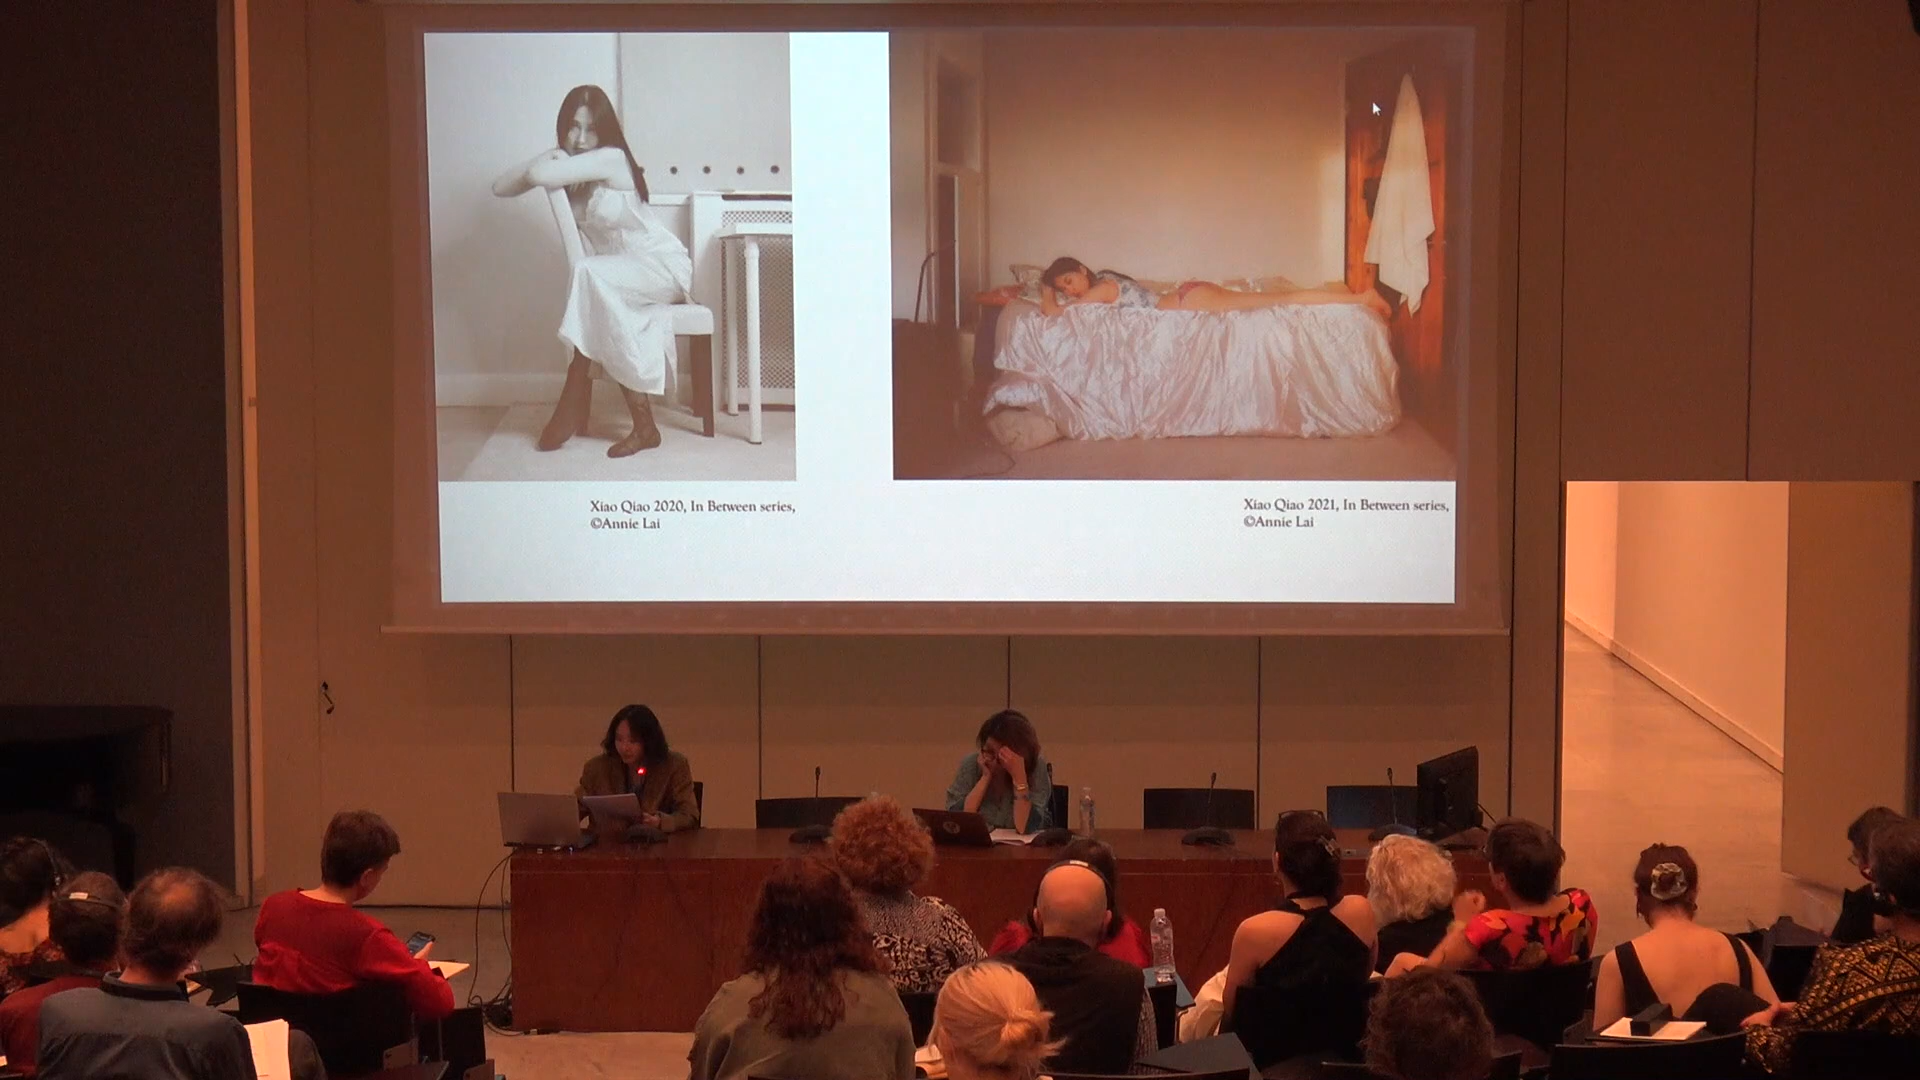 Xiao Qiao 2020, In Between series,
©Annie Lai
Xiao Qiao 2021, In Between series,
©Annie Lai